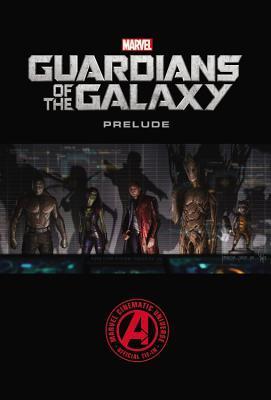 MARVEL
GUARDIANS
OF THE GALAXY
PRELUDE
MARVEL CINEMATIC UNIVERSE
OFFICIAL TIE-IN